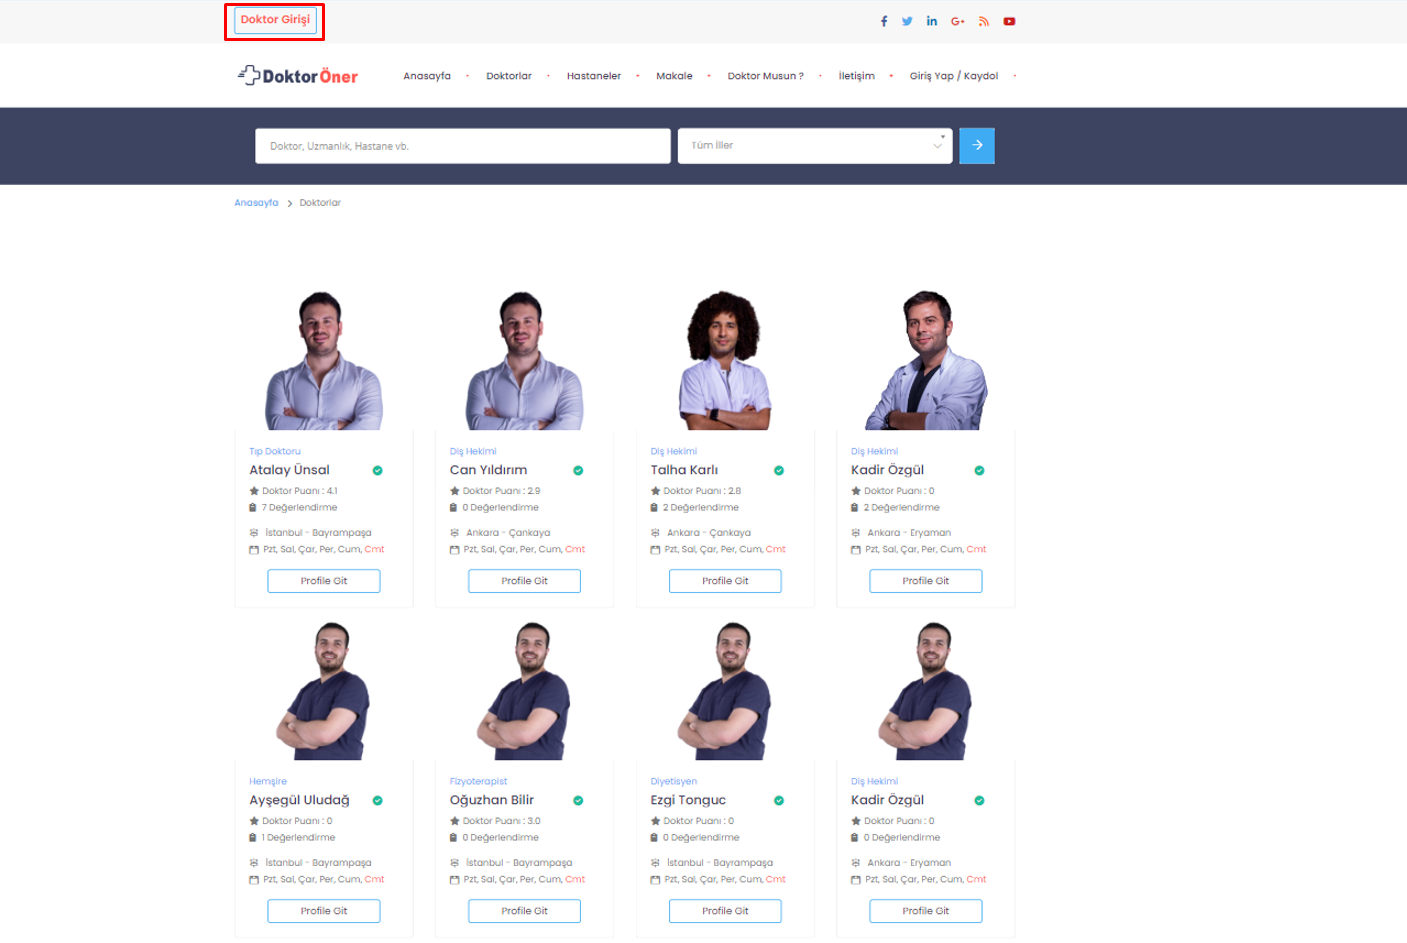 Doktor Girişi
DoktorÖner
Anasayfa Doktorlar Hastaneler Makale Doktor Musun ? İletişim Giriş Yap / Kaydol
Doktor, Uzmanlık, Hastane vb. Tüm İller
Anasayfa > Doktorlar
Tıp Doktoru Diş Hekimi Diş Hekimi Diş Hekimi
Atalay Ünsal Can Yıldırım Talha Karlı Kadir Özgül
Doktor Puanı : 4.1 Doktor Puanı : 2.9 Doktor Puanı : 2.8 Doktor Puanı : 0
7 Değerlendirme 0 Değerlendirme 2 Değerlendirme 2 Değerlendirme
İstanbul - Bayrampaşa Ankara - Çankaya Ankara - Çankaya Ankara - Eryaman
Pzt, Sal, Çar, Per, Cum, Cmt Pzt, Sal, Çar, Per, Cum, Cmt Pzt, Sal, Çar, Per, Cum, Cmt Pzt, Sal, Çar, Per, Cum, Cmt
Profile Git Profile Git Profile Git Profile Git
Hemşire Fizyoterapist Diyetisyen Diş Hekimi
Ayşegül Uludağ Oğuzhan Bilir Ezgi Tonguc Kadir Özgül
Doktor Puanı : 0 Doktor Puanı : 3.0 Doktor Puanı : 0 Doktor Puanı : 0
1 Değerlendirme 0 Değerlendirme 0 Değerlendirme 0 Değerlendirme
İstanbul - Bayrampaşa İstanbul - Bayrampaşa İstanbul - Bayrampaşa Ankara - Eryaman
Pzt, Sal, Çar, Per, Cum, Cmt Pzt, Sal, Çar, Per, Cum, Cmt Pzt, Sal, Çar, Per, Cum, Cmt Pzt, Sal, Çar, Per, Cum, Cmt
Profile Git Profile Git Profile Git Profile Git